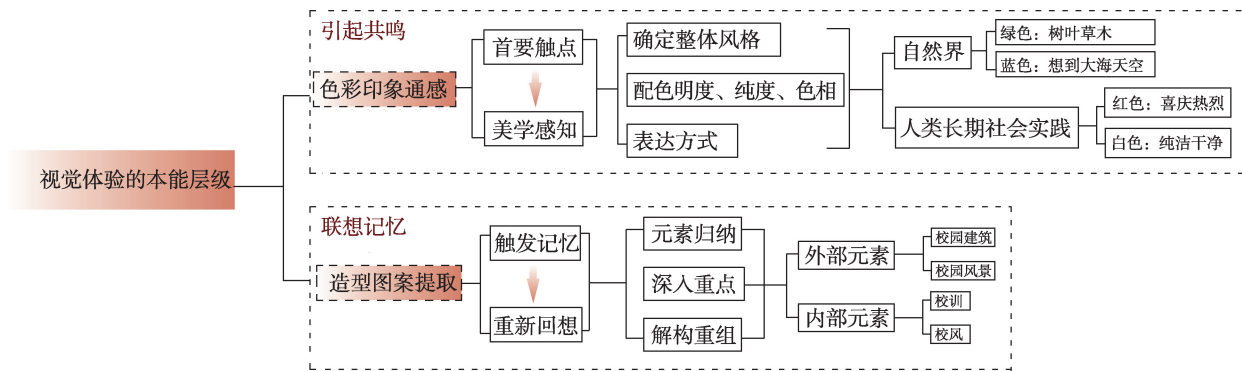 视觉体验的本能层级
引起共鸣
色彩印象通感
首要触点
美学感知
确定整体风格
配色明度、纯度、色相
表达方式
自然界
绿色：树叶草木
蓝色：想到大海天空
人类长期社会实践
红色：喜庆热烈
白色：纯洁干净
联想记忆
造型图案提取
触发记忆
重新回想
元素归纳
深入重点
解构重组
外部元素
校园建筑
校园风景
内部元素
校训
校风